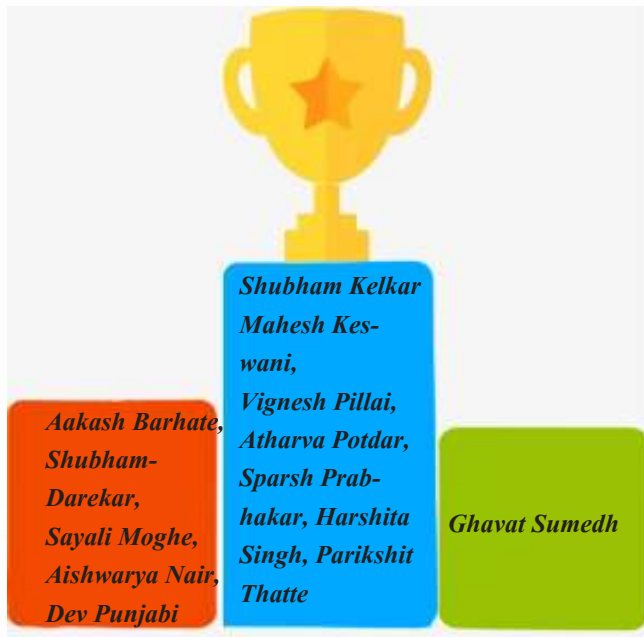 Aakash Barhate,
Shubham-
Darekar,
Sayali Moghe,
Aishwarya Nair,
Dev Punjabi
Shubham Kelkar
Mahesh Kes-
wani,
Vignesh Pillai,
Atharva Potdar,
Sparsh Prab-
hakar, Harshita
Singh, Parikshit
Thatte
Ghavat Sumedh